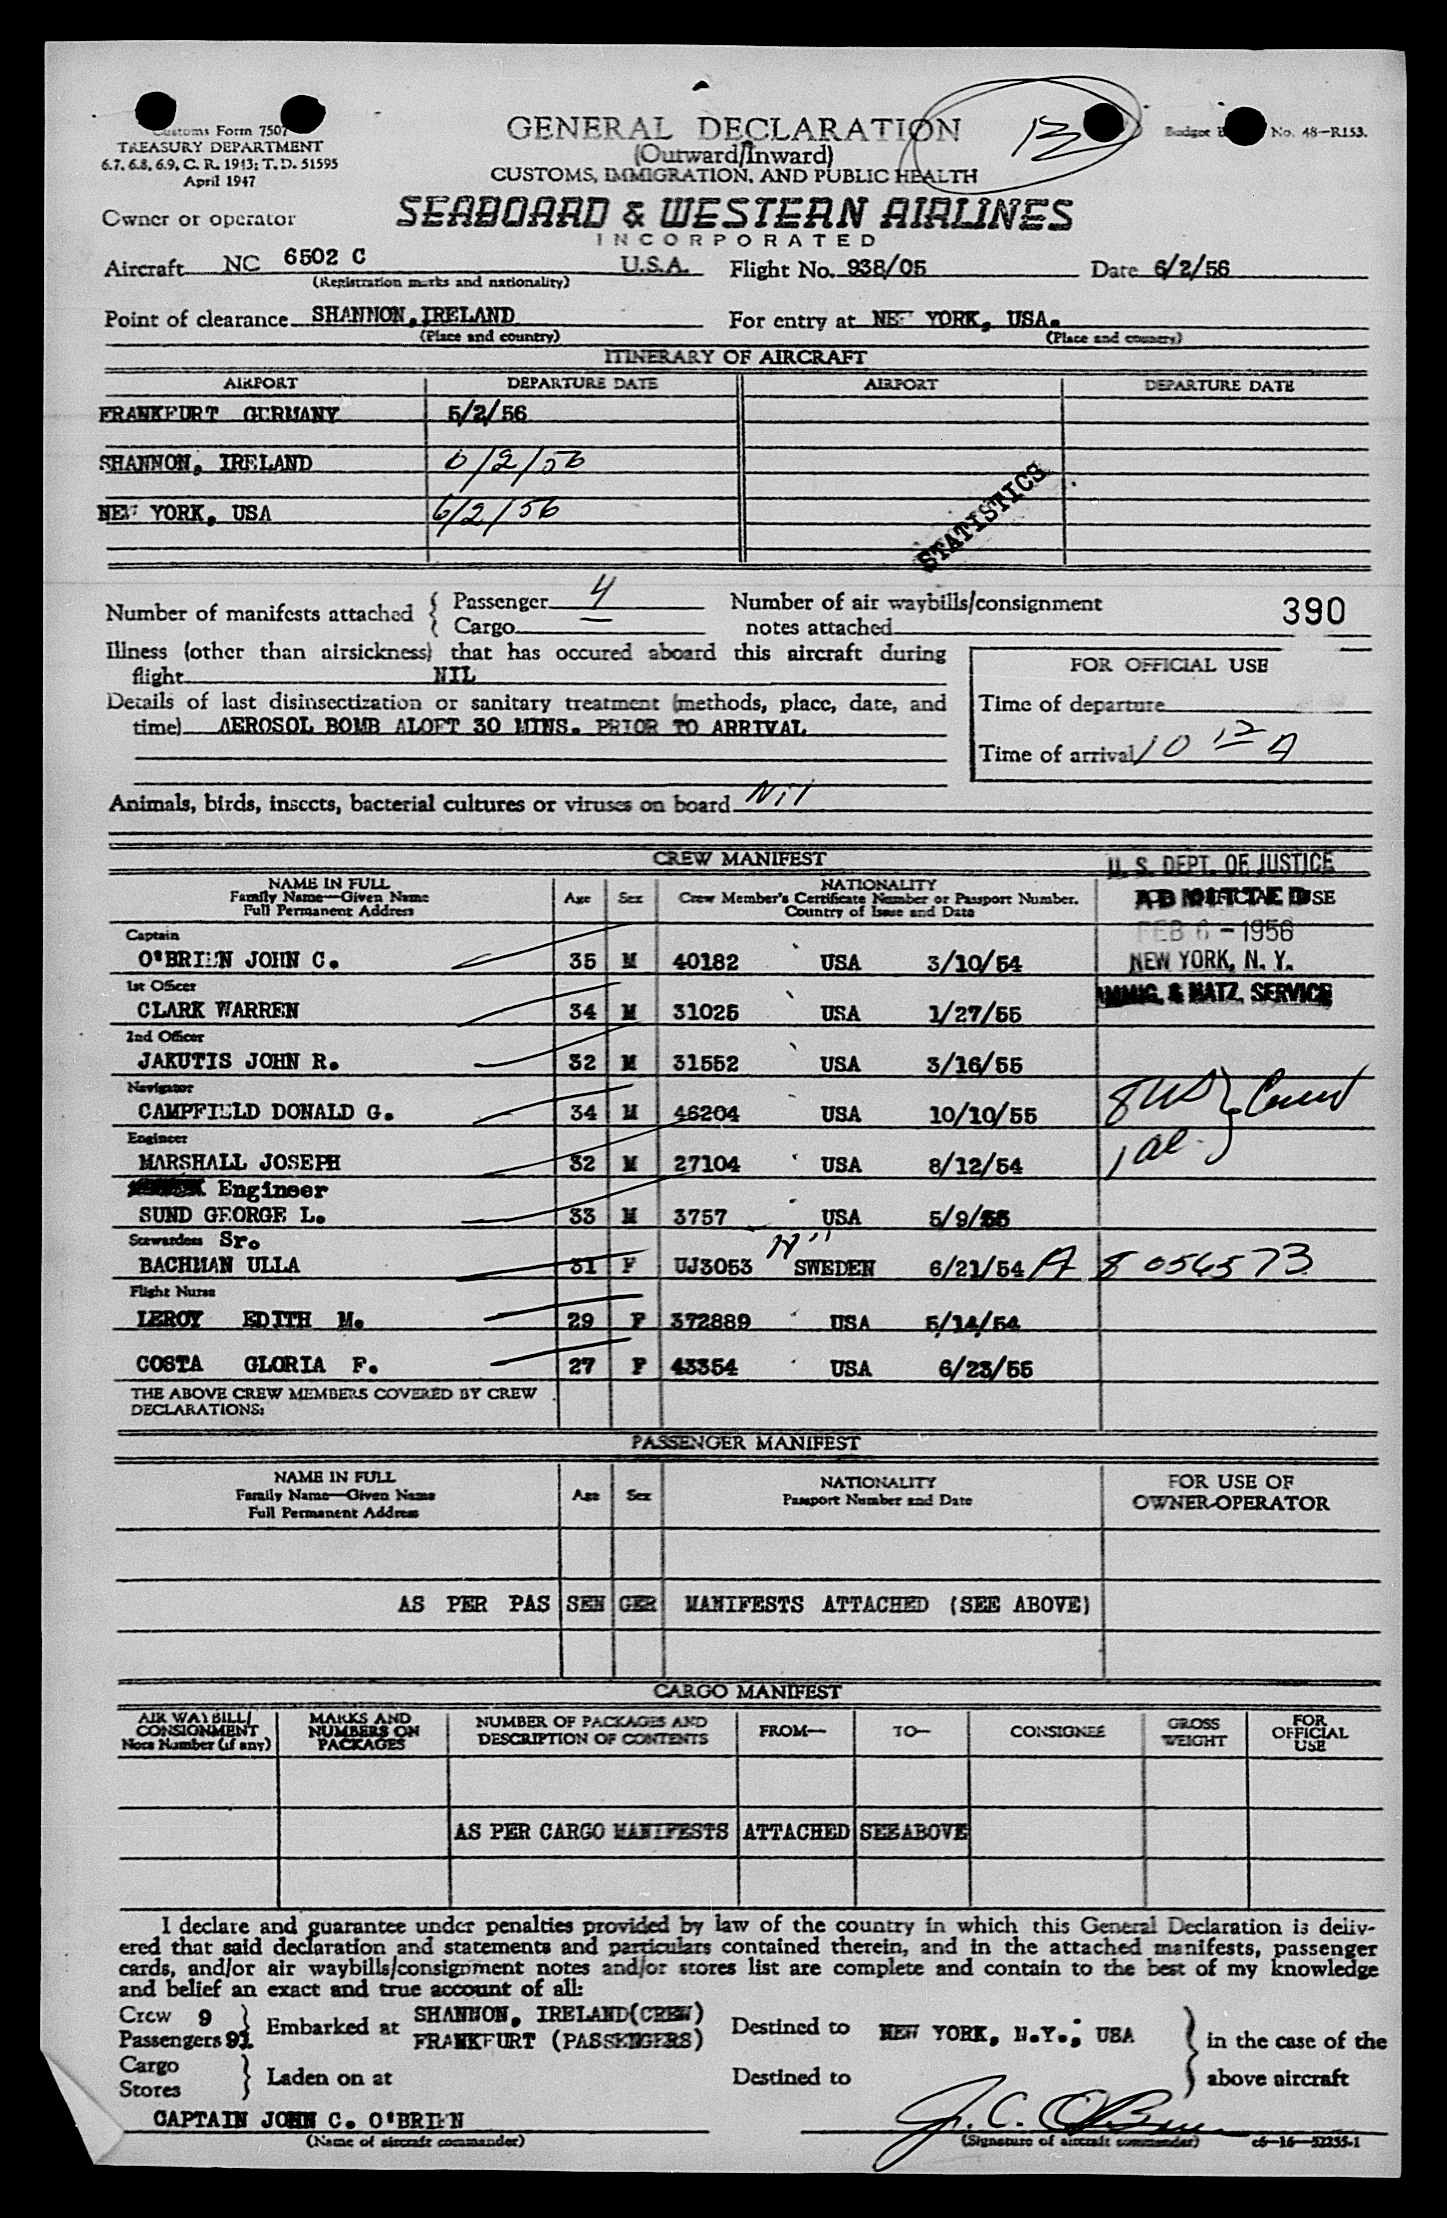 Customs Form 7507
TREASURY DEPARTMENT
6.7, 6.8, 6.9, C. R. 1943; T. D. 51595
April 1947
GENERAL DECLARATION
(Outward/Inward)
CUSTOMS, IMMIGRATION, AND PUBLIC HEALTH
13
Budget No. 48-R153.
Owner or operator
SEABOARD & WESTERN AIRLINES
INCORPORATED
Aircraft NC 6502 C U.S.A. Flight No. 938/05 Date 6/2/56
(Registration marks and nationality)
Point of clearance SHANNON, IRELAND For entry at NEW YORK, USA.
(Place and country) (Place and country)
ITINERARY OF AIRCRAFT
AIRPORT DEPARTURE DATE AIRPORT DEPARTURE DATE
FRANKFURT GERMANY 5/2/56
SHANNON, IRELAND 6/2/56
NEW YORK, USA 6/2/56
STATISTICS
Number of manifests attached { Passenger 4 Number of air waybills/consignment 390
Cargo — notes attached
Illness (other than airsickness) that has occured aboard this aircraft during
flight NIL
FOR OFFICIAL USE
Details of last disinsectization or sanitary treatment (methods, place, date, and
time) AEROSOL BOMB ALOFT 30 MINS. PRIOR TO ARRIVAL
Time of departure
Time of arrival 10 12 A
Animals, birds, insects, bacterial cultures or viruses on board Nil
CREW MANIFEST
U. S. DEPT. OF JUSTICE
NAME IN FULL
Family Name—Given Name
Full Permanent Address
Age Sex
NATIONALITY
Crew Member's Certificate Number or Passport Number.
Country of Issue and Date
ADMITTED
FEB 6 - 1956
NEW YORK, N. Y.
IMMIG. & NATZ. SERVICE
Captain
O'BRIEN JOHN C. 35 M 40182 USA 3/10/54
1st Officer
CLARK WARREN 34 M 31025 USA 1/27/55
2nd Officer
JAKUTIS JOHN R. 32 M 31552 USA 3/16/55
Navigator
CAMPFIELD DONALD G. 34 M 46204 USA 10/10/55
8 US } Crew
1 al.
Engineer
MARSHALL JOSEPH 32 M 27104 USA 8/12/54
Engineer
SUND GEORGE L. 33 M 3757 USA 5/9/55
Stewardess Sr.
BACHMAN ULLA 31 F UJ3053 SWEDEN 6/21/54 A 8 056573
Flight Nurse
LEROY EDITH M. 29 F 372889 USA 5/14/54
COSTA GLORIA F. 27 F 43354 USA 6/23/55
THE ABOVE CREW MEMBERS COVERED BY CREW
DECLARATIONS:
PASSENGER MANIFEST
NAME IN FULL
Family Name—Given Name
Full Permanent Address
Age Sex
NATIONALITY
Passport Number and Date
FOR USE OF
OWNER-OPERATOR
AS PER PAS SEN GER MANIFESTS ATTACHED (SEE ABOVE)
CARGO MANIFEST
AIR WAYBILL/
CONSIGNMENT
Note Number (if any)
MARKS AND
NUMBERS ON
PACKAGES
NUMBER OF PACKAGES AND
DESCRIPTION OF CONTENTS
FROM—
TO—
CONSIGNEE
GROSS
WEIGHT
FOR
OFFICIAL
USE
AS PER CARGO MANIFESTS ATTACHED SEE ABOVE
I declare and guarantee under penalties provided by law of the country in which this General Declaration is deliv-
ered that said declaration and statements and particulars contained therein, and in the attached manifests, passenger
cards, and/or air waybills/consignment notes and/or stores list are complete and contain to the best of my knowledge
and belief an exact and true account of all:
Crew 9 } Embarked at SHANNON, IRELAND(CREW) Destined to NEW YORK, N.Y., USA } in the case of the
Passengers 91 FRANKFURT (PASSENGERS)
Cargo } Laden on at Destined to above aircraft
Stores
CAPTAIN JOHN C. O'BRIEN J. C. O'Brien
(Name of aircraft commander) (Signature of aircraft commander) c6-16-52255-1